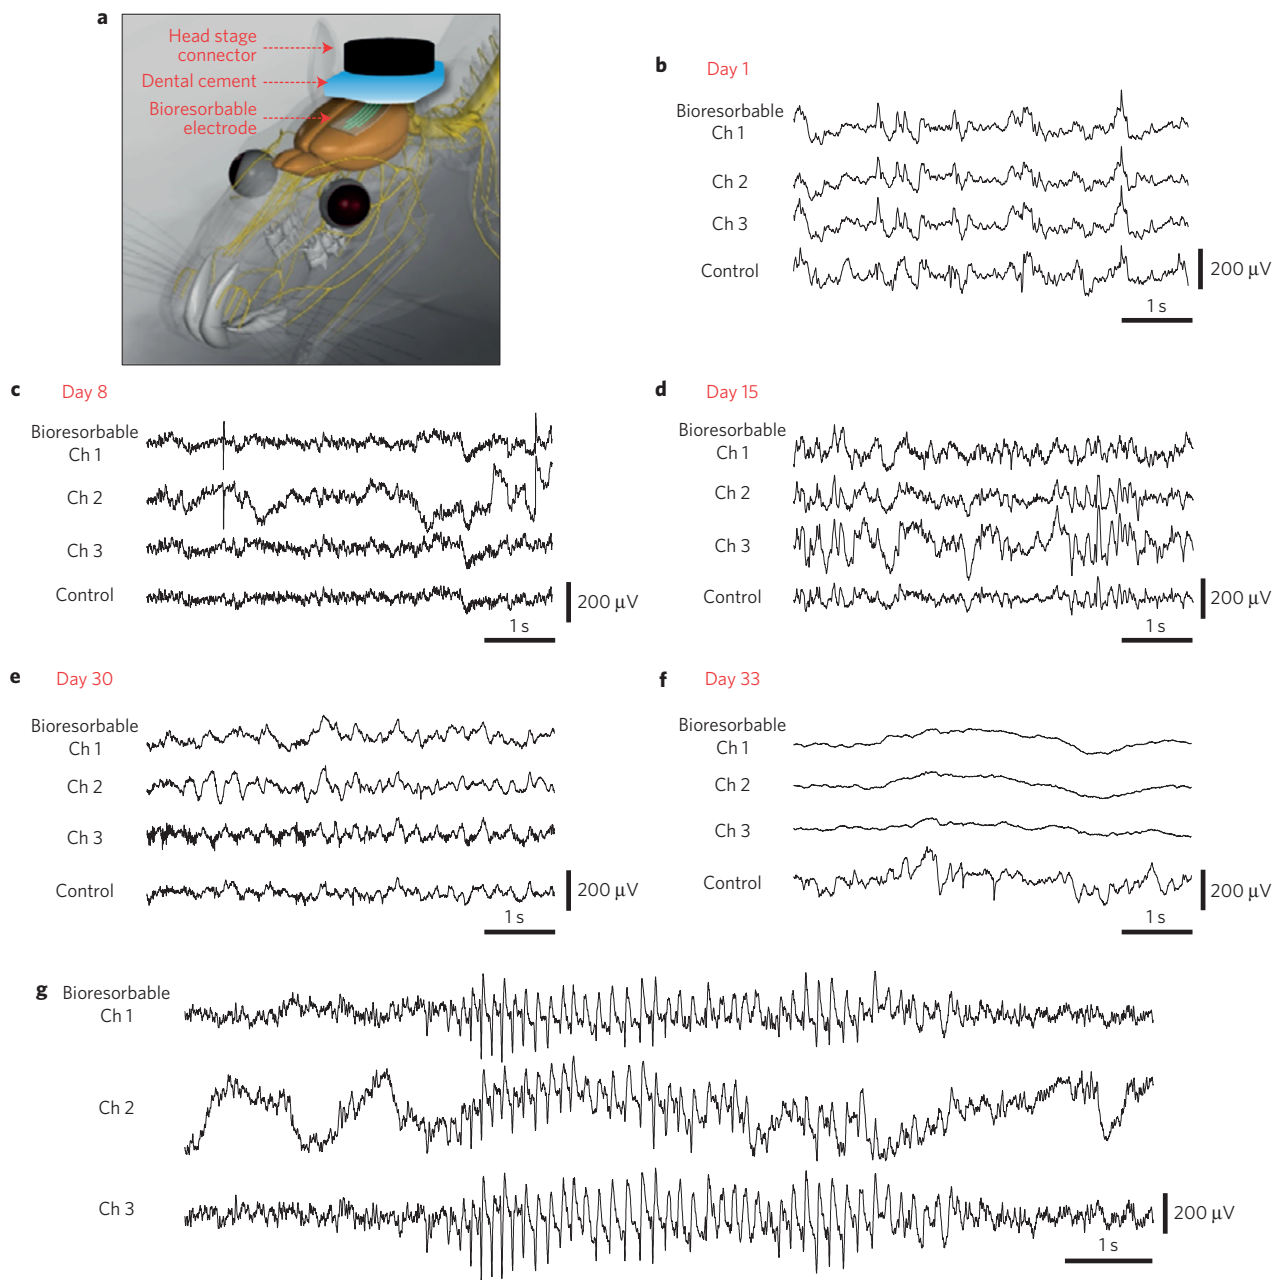 a
Head stage
connector
Dental cement
Bioresorbable
electrode
b Day 1
Bioresorbable
Ch 1
Ch 2
Ch 3
Control
200 µV
1 s
c Day 8
Bioresorbable
Ch 1
Ch 2
Ch 3
Control
200 µV
1 s
d Day 15
Bioresorbable
Ch 1
Ch 2
Ch 3
Control
200 µV
1 s
e Day 30
Bioresorbable
Ch 1
Ch 2
Ch 3
Control
200 µV
1 s
f Day 33
Bioresorbable
Ch 1
Ch 2
Ch 3
Control
200 µV
1 s
g Bioresorbable
Ch 1
Ch 2
Ch 3
200 µV
1 s